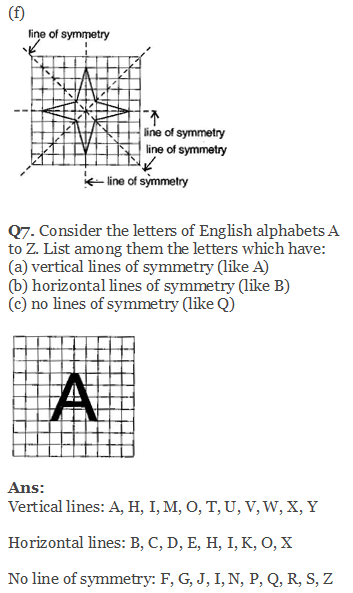 (f)
line of symmetry
line of symmetry
line of symmetry
line of symmetry
Q7. Consider the letters of English alphabets A
to Z. List among them the letters which have:
(a) vertical lines of symmetry (like A)
(b) horizontal lines of symmetry (like B)
(c) no lines of symmetry (like Q)
A
Ans:
Vertical lines: A, H, I, M, O, T, U, V, W, X, Y
Horizontal lines: B, C, D, E, H, I, K, O, X
No line of symmetry: F, G, J, I, N, P, Q, R, S, Z